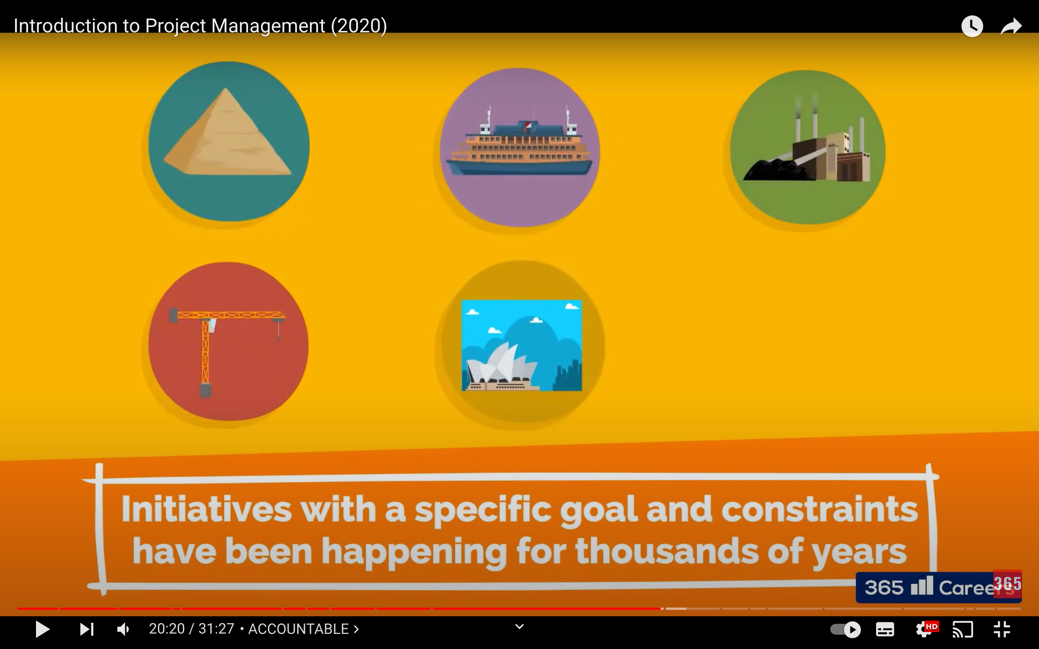 Introduction to Project Management (2020)
Initiatives with a specific goal and constraints
have been happening for thousands of years
365 Careers
365
20:20 / 31:27 • ACCOUNTABLE >
HD